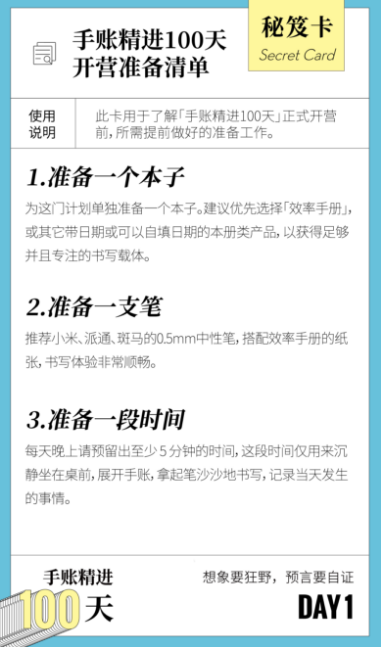 手账精进100天
开营准备清单
秘笈卡
Secret Card
使用
说明
此卡用于了解「手账精进100天」正式开营
前，所需提前做好的准备工作。
1.准备一个本子
为这门计划单独准备一个本子。建议优先选择「效率手册」，
或其它带日期或可以自填日期的本册类产品，以获得足够
并且专注的书写载体。
2.准备一支笔
推荐小米、派通、斑马的0.5mm中性笔，搭配效率手册的纸
张，书写体验非常顺畅。
3.准备一段时间
每天晚上请预留出至少5分钟的时间，这段时间仅用来沉
静坐在桌前，展开手账，拿起笔沙沙地书写，记录当天发生
的事情。
手账精进
100天
想象要狂野，预言要自证
DAY1